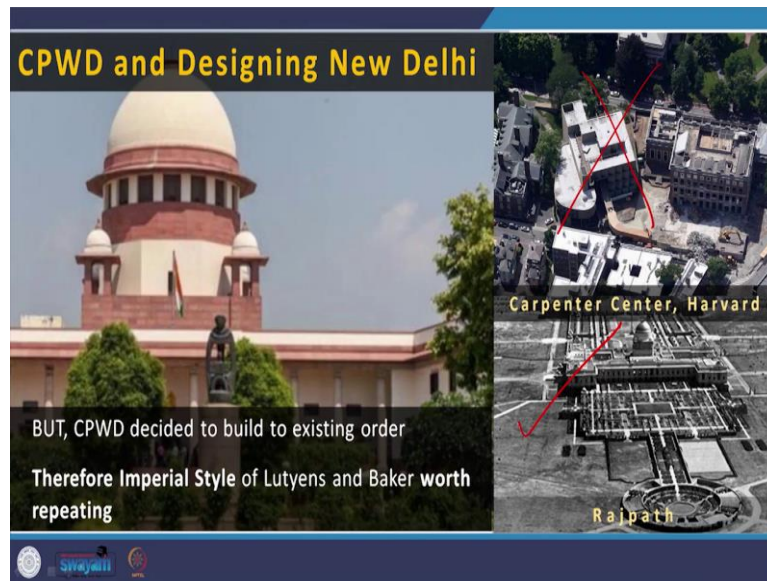 CPWD and Designing New Delhi
Carpenter Center, Harvard
BUT, CPWD decided to build to existing order
Therefore Imperial Style of Lutyens and Baker worth
repeating
Rajpath
swayam